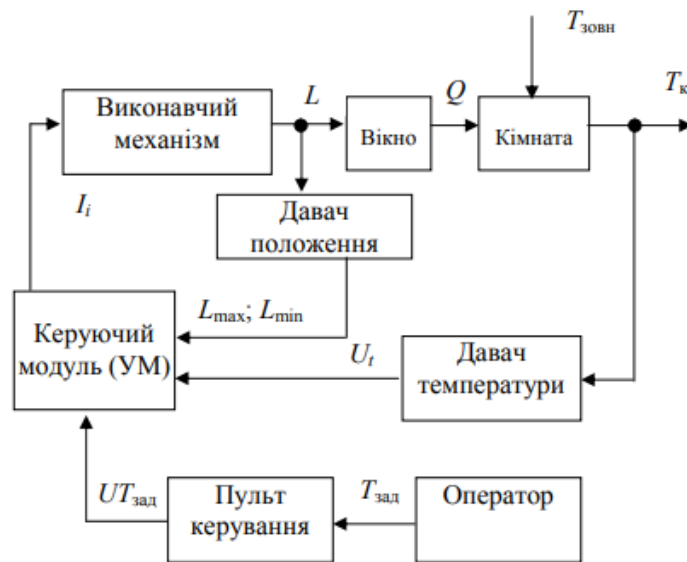 Tзовн
Tк
Виконавчий
механізм
L
Вікно
Q
Кімната
Ii
Давач
положення
Lmax; Lmin
Керуючий
модуль (УМ)
Ut
Давач
температури
UTзад
Пульт
керування
Tзад
Оператор